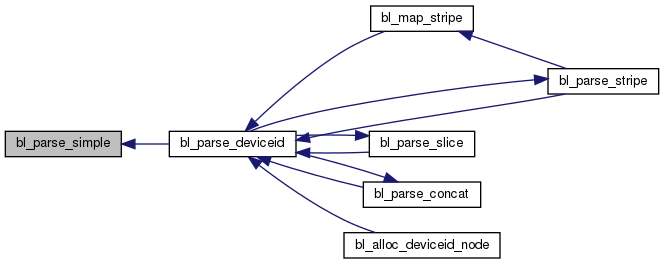 bl_map_stripe
bl_parse_stripe
bl_parse_simple
bl_parse_deviceid
bl_parse_slice
bl_parse_concat
bl_alloc_deviceid_node